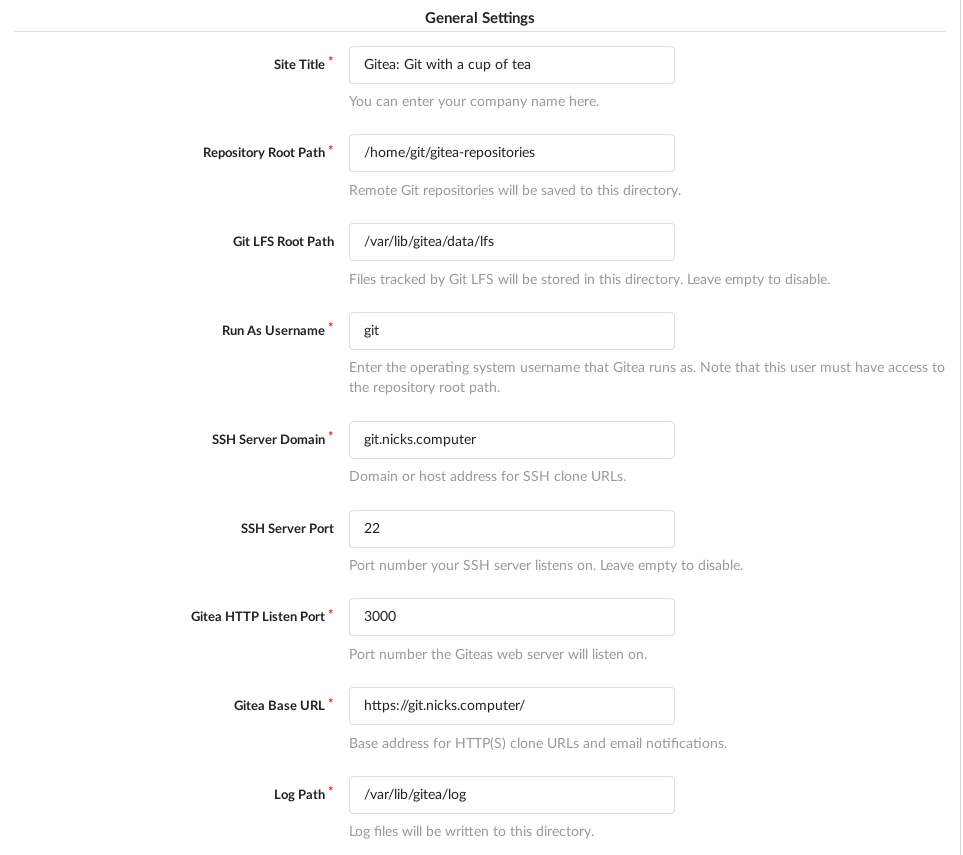 General Settings
Site Title *
Gitea: Git with a cup of tea
You can enter your company name here.
Repository Root Path *
/home/git/gitea-repositories
Remote Git repositories will be saved to this directory.
Git LFS Root Path
/var/lib/gitea/data/lfs
Files tracked by Git LFS will be stored in this directory. Leave empty to disable.
Run As Username *
git
Enter the operating system username that Gitea runs as. Note that this user must have access to
the repository root path.
SSH Server Domain *
git.nicks.computer
Domain or host address for SSH clone URLs.
SSH Server Port
22
Port number your SSH server listens on. Leave empty to disable.
Gitea HTTP Listen Port *
3000
Port number the Giteas web server will listen on.
Gitea Base URL *
https://git.nicks.computer/
Base address for HTTP(S) clone URLs and email notifications.
Log Path *
/var/lib/gitea/log
Log files will be written to this directory.